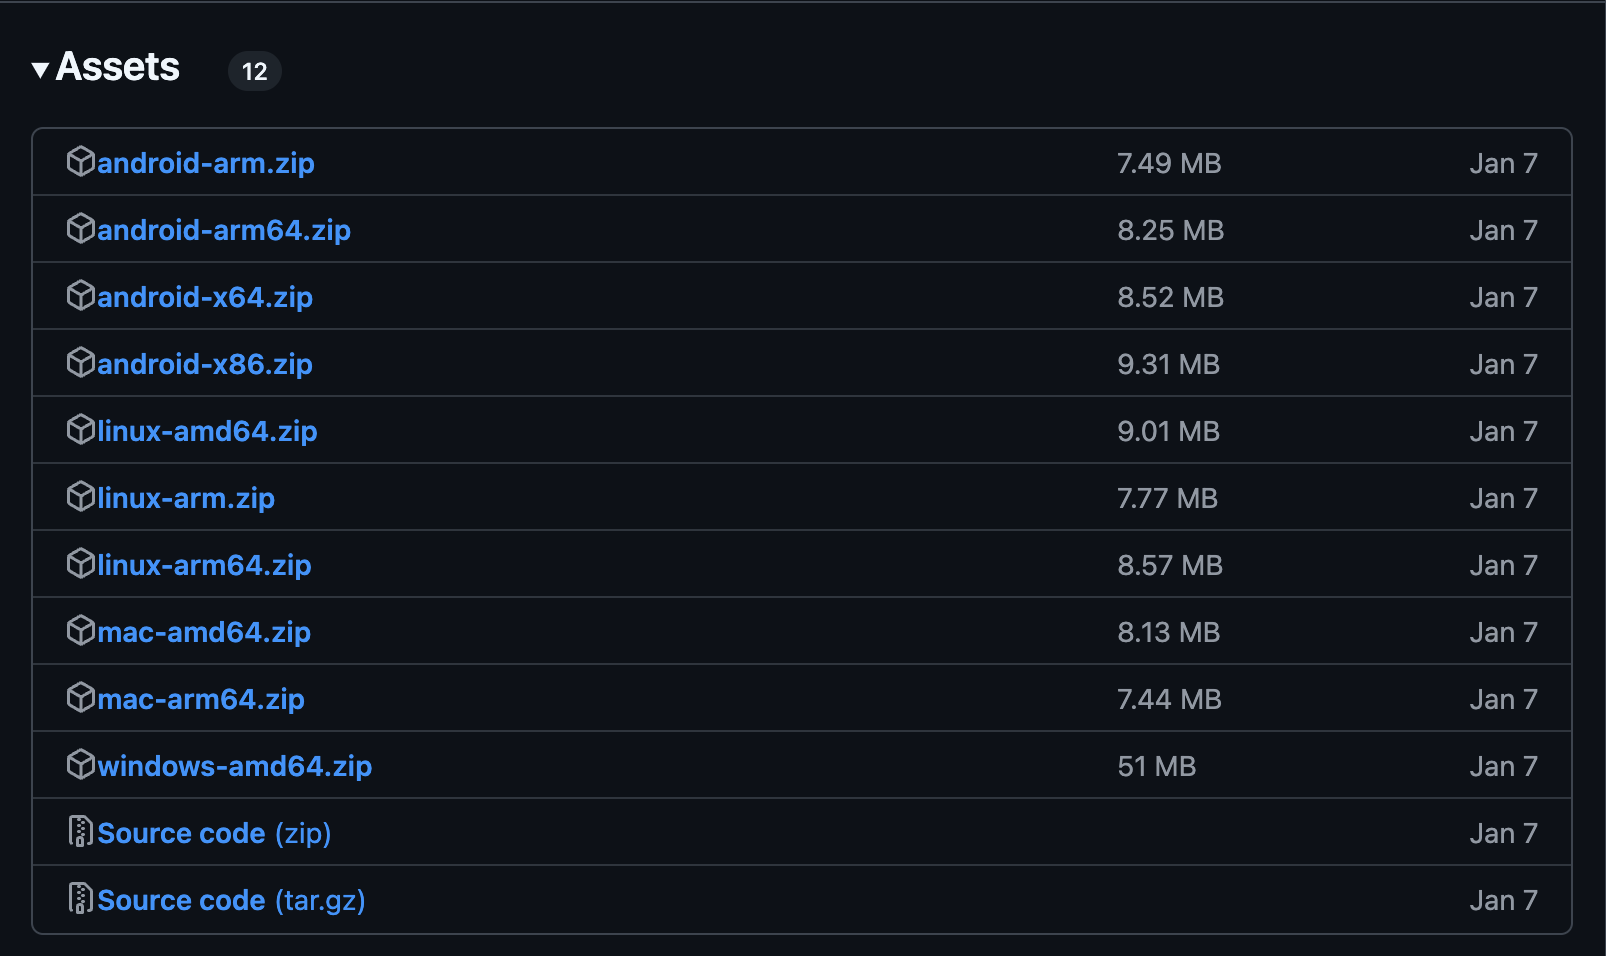 Assets 12
android-arm.zip 7.49 MB Jan 7
android-arm64.zip 8.25 MB Jan 7
android-x64.zip 8.52 MB Jan 7
android-x86.zip 9.31 MB Jan 7
linux-amd64.zip 9.01 MB Jan 7
linux-arm.zip 7.77 MB Jan 7
linux-arm64.zip 8.57 MB Jan 7
mac-amd64.zip 8.13 MB Jan 7
mac-arm64.zip 7.44 MB Jan 7
windows-amd64.zip 51 MB Jan 7
Source code (zip) Jan 7
Source code (tar.gz) Jan 7